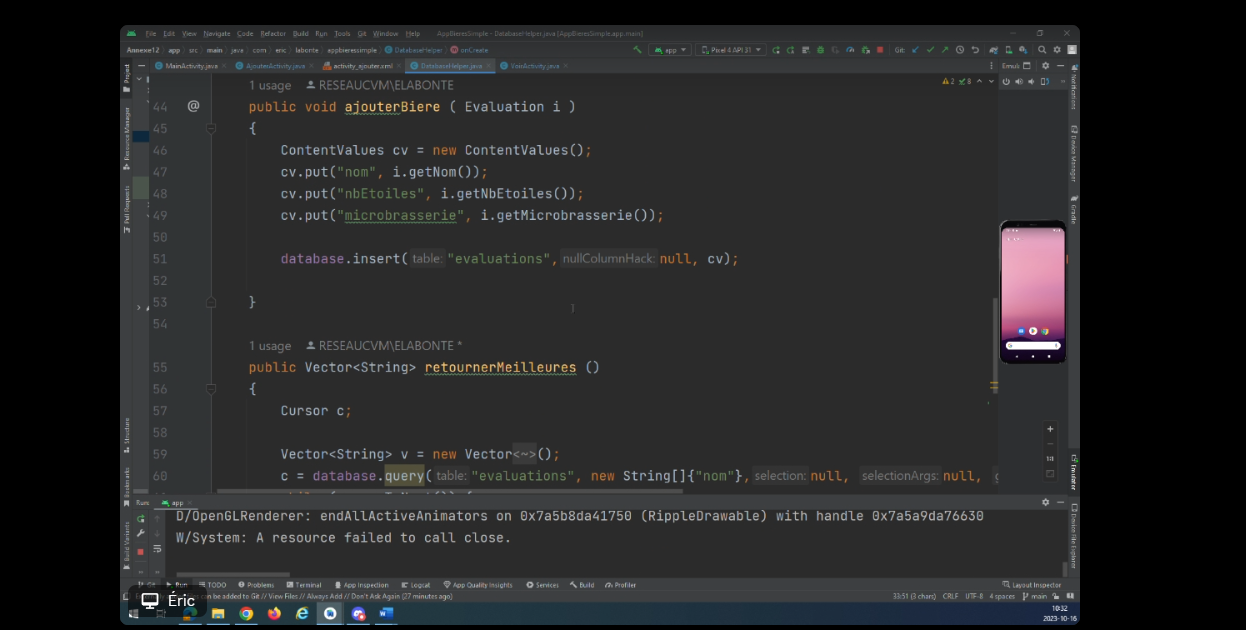 File Edit View Navigate Code Refactor Build Run Tools Git Window Help AppBieresSimple - DatabaseHelper.java [AppBieresSimple.app.main]
Annexe12 app src main java com eric labonte appbieressimple DatabaseHelper onCreate app Pixel 4 API 31 Git:
Project MainActivity.java AjouterActivity.java activity_ajouter.xml DatabaseHelper.java VoirActivity.java Emul:
1 usage RESEAUCVM\ELABONTE 2 8
44 @ public void ajouterBiere ( Evaluation i )
45 {
46 ContentValues cv = new ContentValues();
47 cv.put("nom", i.getNom());
48 cv.put("nbEtoiles", i.getNbEtoiles());
49 cv.put("microbrasserie", i.getMicrobrasserie());
50
51 database.insert( table: "evaluations", nullColumnHack: null, cv);
52
53 }
54
1 usage RESEAUCVM\ELABONTE *
55 public Vector<String> retournerMeilleures ()
56 {
57 Cursor c;
58
59 Vector<String> v = new Vector<~>();
60 c = database.query( table: "evaluations", new String[]{"nom"}, selection: null, selectionArgs: null,
Resource Manager
Pull Requests
Structure
Bookmarks
Build Variants
Notifications
Device Manager
Gradle
Emulator
Device File Explorer
1:1
Run: app
D/OpenGLRenderer: endAllActiveAnimators on 0x7a5b8da41750 (RippleDrawable) with handle 0x7a5a9da76630
W/System: A resource failed to call close.
Git Run TODO Problems Terminal App Inspection Logcat App Quality Insights Services Build Profiler Layout Inspector
can be added to Git // View Files // Always Add // Don't Ask Again (27 minutes ago) 33:51 (3 chars) CRLF UTF-8 4 spaces main
Éric
10:32
2023-10-16